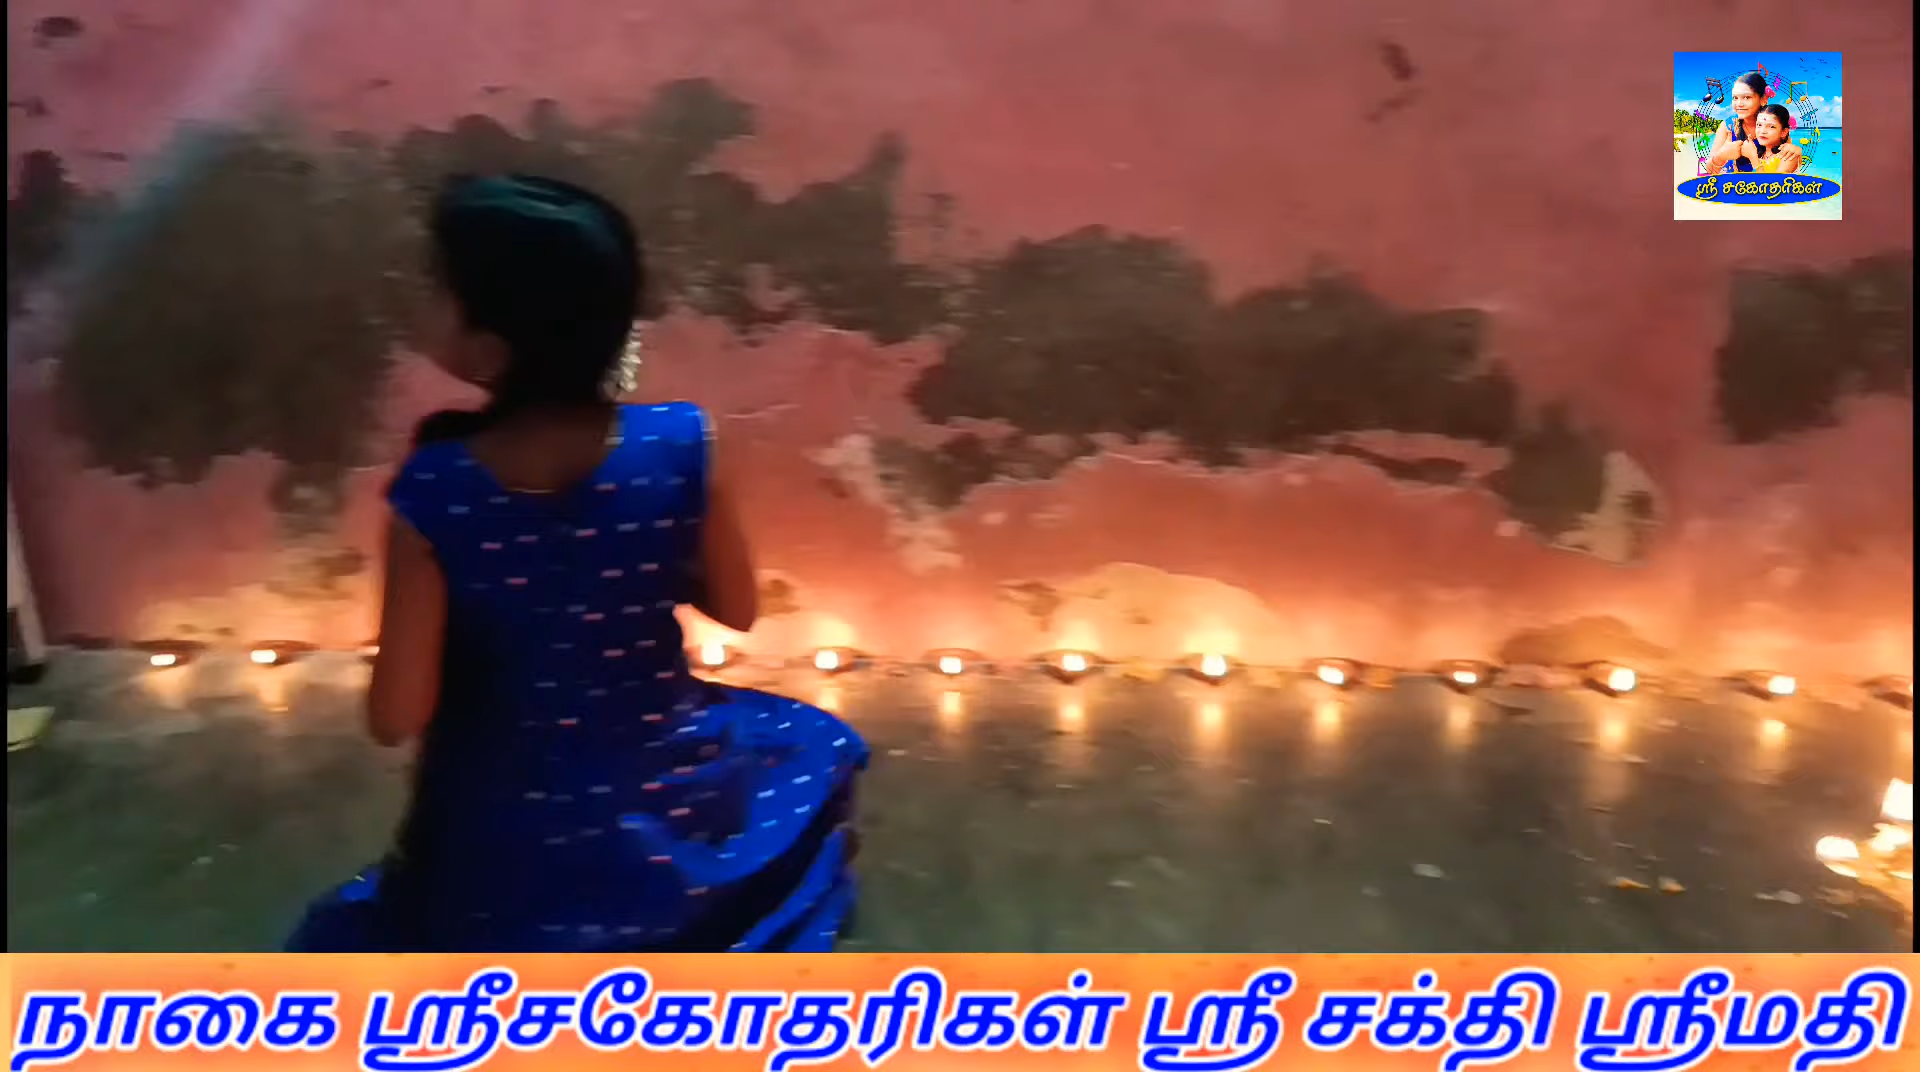 ஸ்ரீ சகோதரிகள்
நாகை ஸ்ரீசகோதரிகள் ஸ்ரீ சக்தி ஸ்ரீமதி